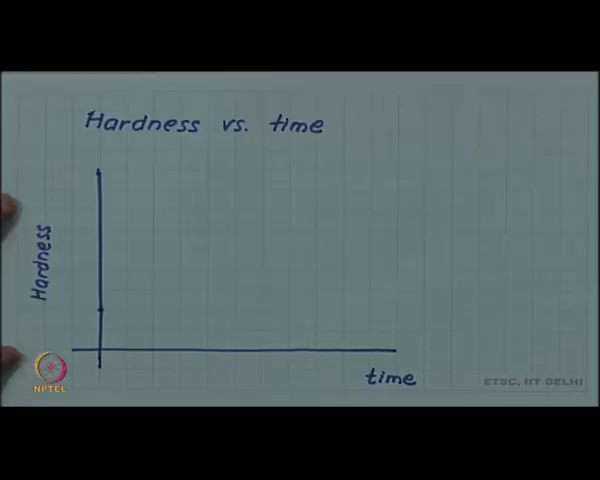 Hardness vs. time
Hardness
time
NPTEL
ETSC, IIT DELHI